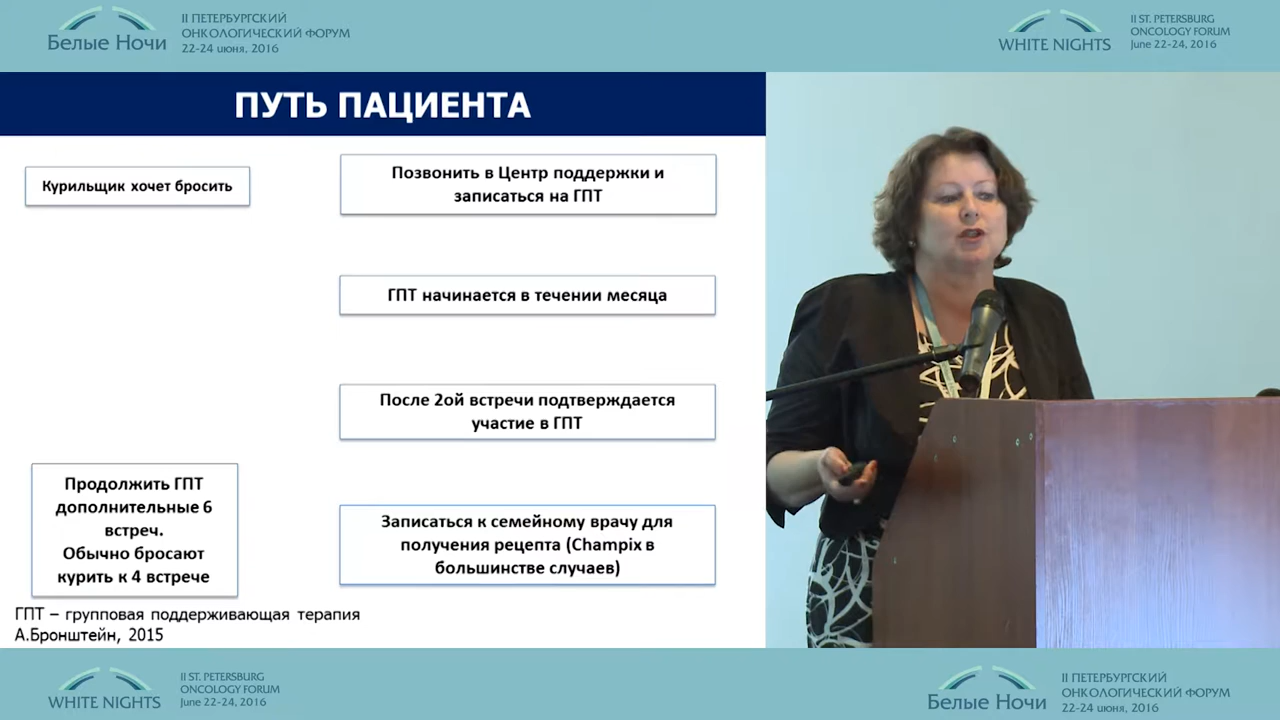 Белые Ночи
II ПЕТЕРБУРГСКИЙ
ОНКОЛОГИЧЕСКИЙ ФОРУМ
22-24 июня, 2016
WHITE NIGHTS
II ST. PETERSBURG
ONCOLOGY FORUM
June 22-24, 2016
ПУТЬ ПАЦИЕНТА
Курильщик хочет бросить
Позвонить в Центр поддержки и
записаться на ГПТ
ГПТ начинается в течении месяца
После 2ой встречи подтверждается
участие в ГПТ
Записаться к семейному врачу для
получения рецепта (Champix в
большинстве случаев)
Продолжить ГПТ
дополнительные 6
встреч.
Обычно бросают
курить к 4 встрече
ГПТ – групповая поддерживающая терапия
А.Бронштейн, 2015
WHITE NIGHTS
II ST. PETERSBURG
ONCOLOGY FORUM
June 22-24, 2016
Белые Ночи
II ПЕТЕРБУРГСКИЙ
ОНКОЛОГИЧЕСКИЙ ФОРУМ
22-24 июня, 2016